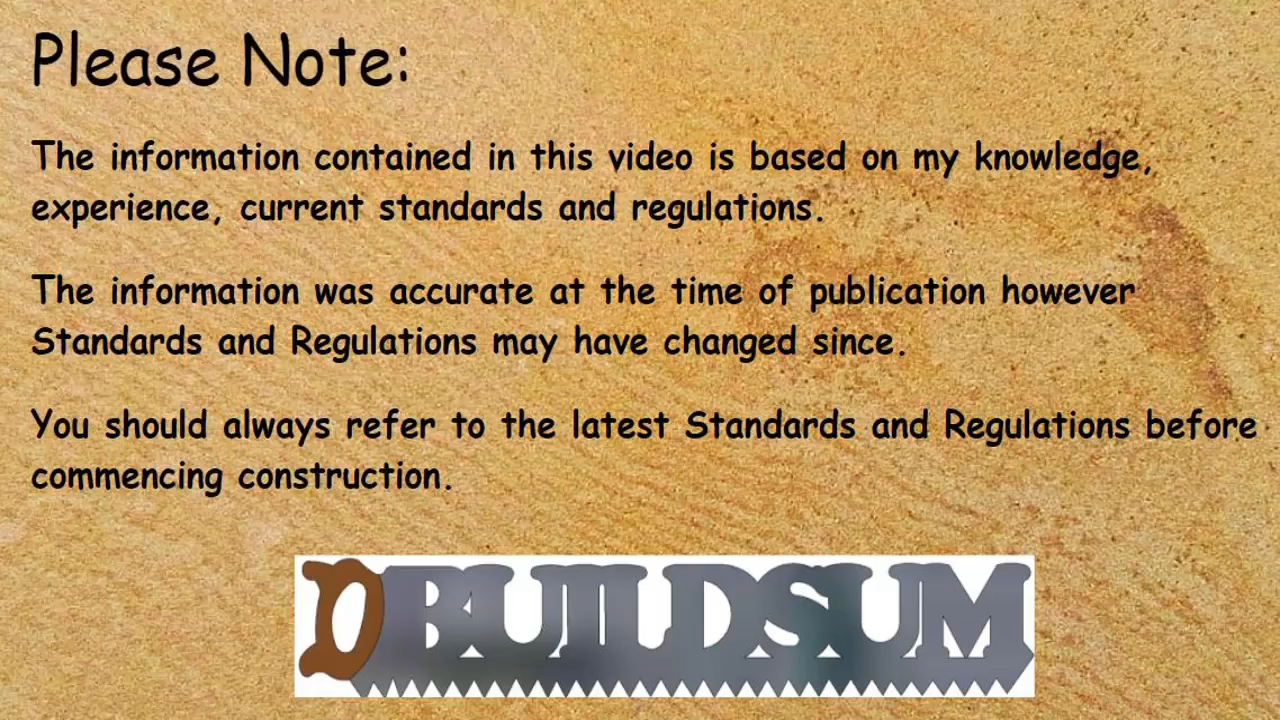 Please Note:
The information contained in this video is based on my knowledge,
experience, current standards and regulations.
The information was accurate at the time of publication however
Standards and Regulations may have changed since.
You should always refer to the latest Standards and Regulations before
commencing construction.
BUILDSUM